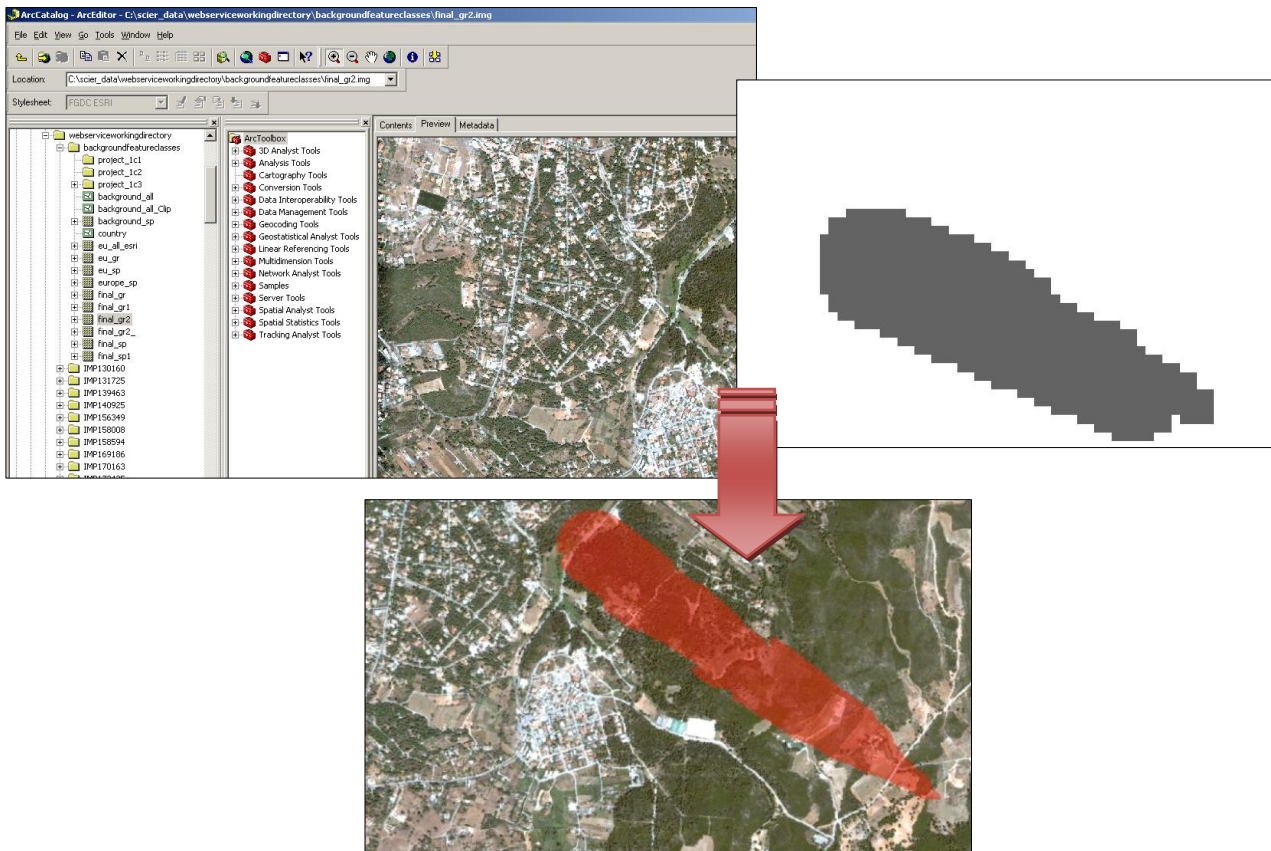 ArcCatalog - ArcEditor - C:\scier_data\webserviceworkingdirectory\backgroundfeatureclasses\final_gr2.img
File Edit View Go Tools Window Help
Location: C:\scier_data\webserviceworkingdirectory\backgroundfeatureclasses\final_gr2.img
Stylesheet: FGDC ESRI
webserviceworkingdirectory
backgroundfeatureclasses
project_1c1
project_1c2
project_1c3
background_all
background_all_Clip
background_sp
country
eu_all_esri
eu_gr
eu_sp
europe_sp
final_gr
final_gr1
final_gr2
final_gr2_
final_sp
final_sp1
IMP130160
IMP131725
IMP139463
IMP140925
IMP156349
IMP158008
IMP158594
IMP169186
IMP170163
ArcToolbox
3D Analyst Tools
Analysis Tools
Cartography Tools
Conversion Tools
Data Interoperability Tools
Data Management Tools
Geocoding Tools
Geostatistical Analyst Tools
Linear Referencing Tools
Multidimension Tools
Network Analyst Tools
Samples
Server Tools
Spatial Analyst Tools
Spatial Statistics Tools
Tracking Analyst Tools
Contents Preview Metadata